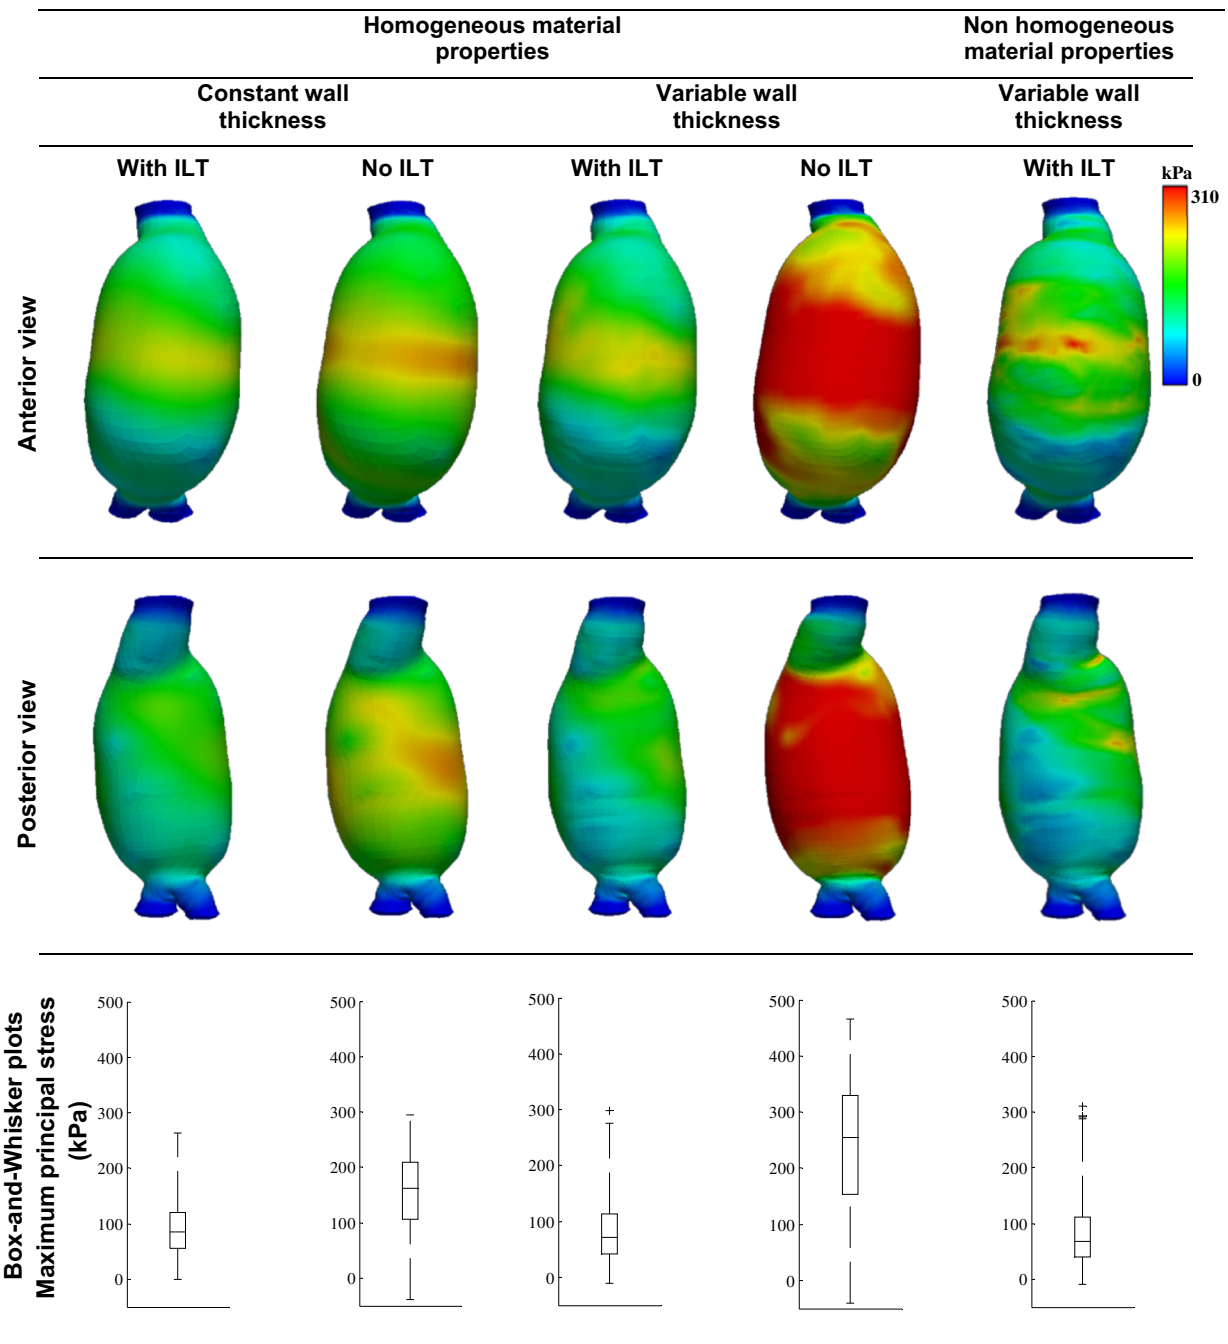 Homogeneous material
properties
Non homogeneous
material properties
Constant wall
thickness
Variable wall
thickness
Variable wall
thickness
With ILT
No ILT
With ILT
No ILT
With ILT
kPa
310
0
Anterior view
Posterior view
Box-and-Whisker plots
Maximum principal stress
(kPa)
500
400
300
200
100
0
500
400
300
200
100
0
500
400
300
200
100
0
500
400
300
200
100
0
500
400
300
200
100
0